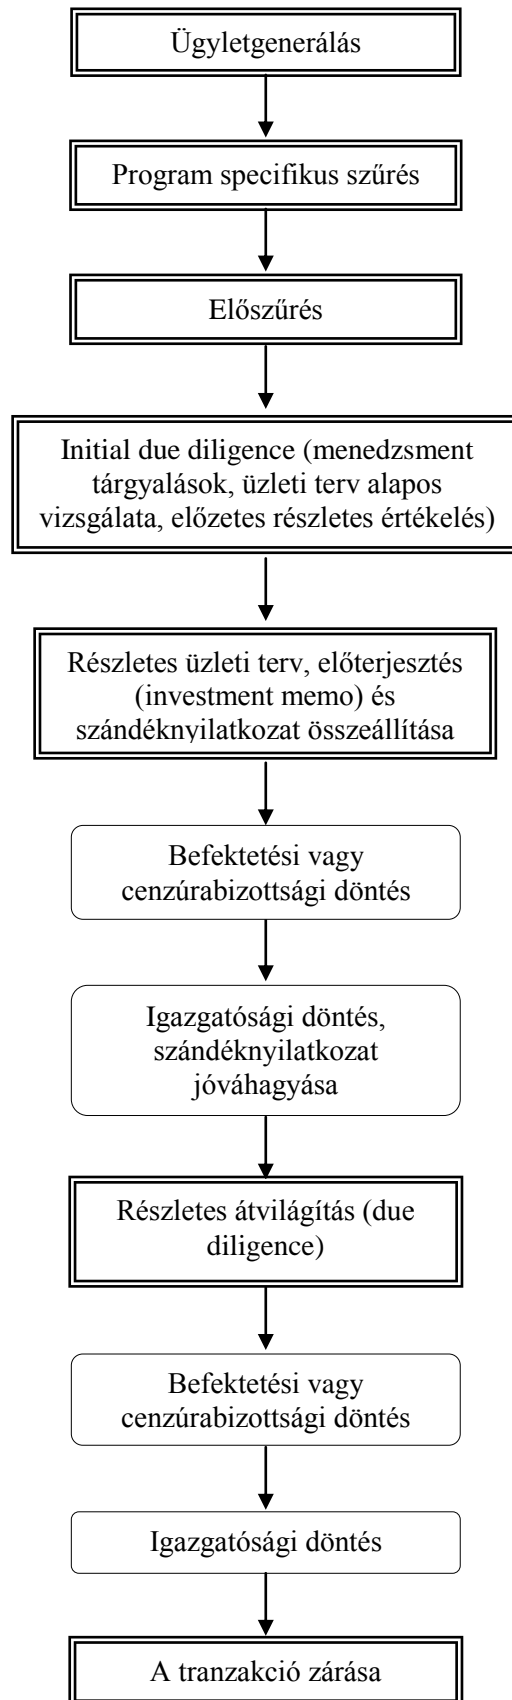 Ügyletgenerálás
Program specifikus szűrés
Előszűrés
Initial due diligence (menedzsment
tárgyalások, üzleti terv alapos
vizsgálata, előzetes részletes értékelés)
Részletes üzleti terv, előterjesztés
(investment memo) és
szándéknyilatkozat összeállítása
Befektetési vagy
cenzúrabizottsági döntés
Igazgatósági döntés,
szándéknyilatkozat
jóváhagyása
Részletes átvilágítás (due
diligence)
Befektetési vagy
cenzúrabizottsági döntés
Igazgatósági döntés
A tranzakció zárása